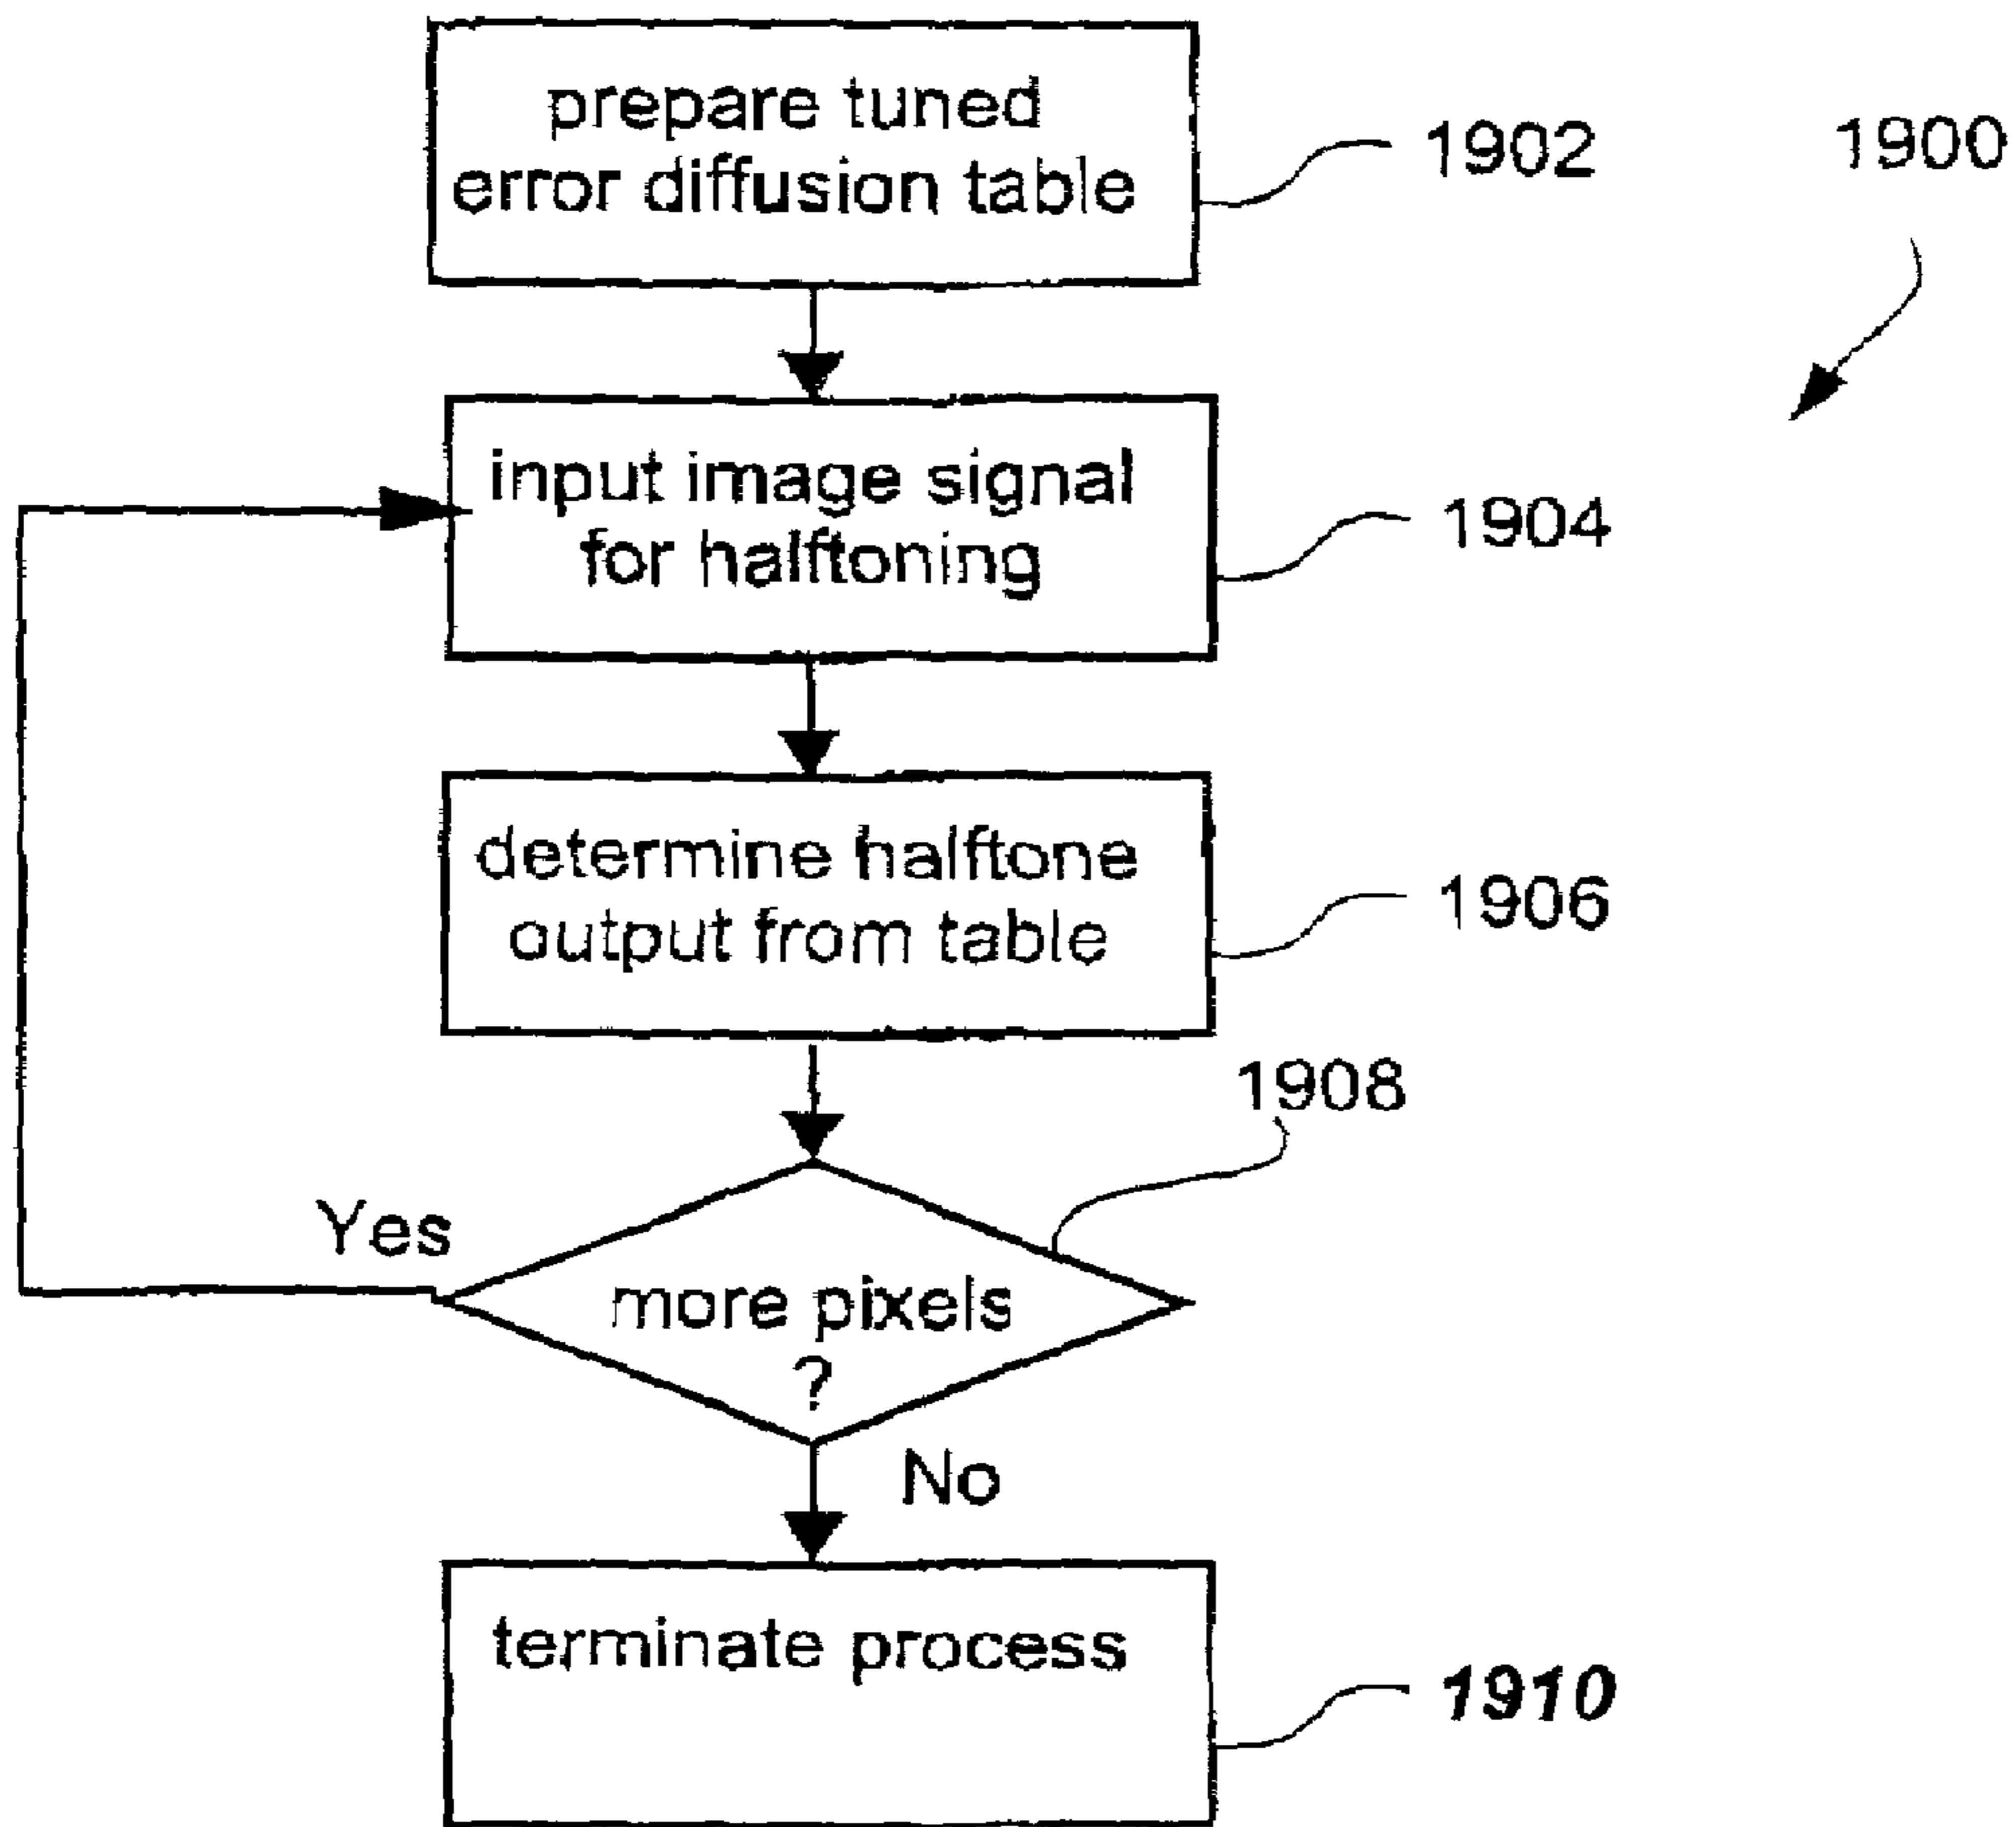 prepare tuned
error diffusion table
1902
1900
input image signal
for halftoning
1904
determine halftone
output from table
1906
1908
Yes
more pixels
?
No
terminate process
1910